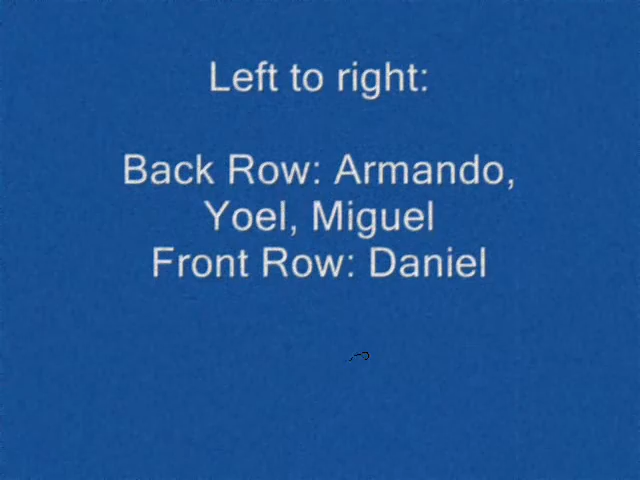 Left to right:
Back Row: Armando,
Yoel, Miguel
Front Row: Daniel